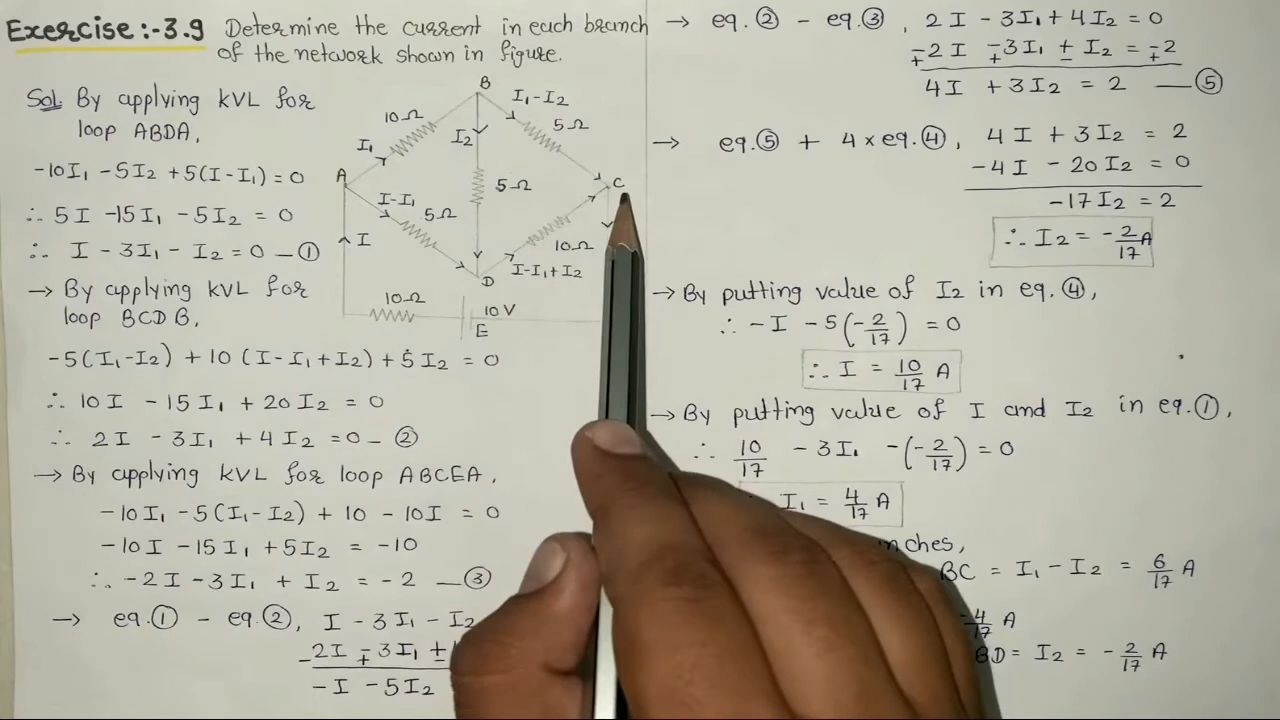 Exercise:-3.9 Determine the current in each branch
of the network shown in figure.
Sol. By applying KVL for
loop ABDA,
-10I₁ -5I₂ +5(I-I₁) = 0
∴ 5I -15I₁ -5I₂ = 0
∴ I - 3I₁ - I₂ = 0 —①
→ By applying KVL for
loop BCDB,
-5(I₁-I₂) + 10(I-I₁+I₂) + 5I₂ = 0
∴ 10I - 15I₁ + 20I₂ = 0
∴ 2I - 3I₁ + 4I₂ = 0 — ②
→ By applying KVL for loop ABCEA,
-10I₁ -5(I₁-I₂) + 10 - 10I = 0
-10I -15I₁ +5I₂ = -10
∴ -2I -3I₁ + I₂ = -2 —③
→ eq.① - eq.②, I - 3I₁ - I₂
2I - 3I₁ +
- ∓ ±
-I -5I₂
B
10Ω
I₁
I₁-I₂
5Ω
I₂
A
5Ω
C
I-I₁
5Ω
I
10Ω
D
I-I₁+I₂
10Ω
10V
E
→ eq.② - eq.③, 2I - 3I₁ + 4I₂ = 0
-2I -3I₁ + I₂ = -2
∓ ∓ ± ∓
4I + 3I₂ = 2 —⑤
→ eq.⑤ + 4×eq.④, 4I + 3I₂ = 2
-4I - 20I₂ = 0
-17I₂ = 2
∴ I₂ = -2/17 A
→ By putting value of I₂ in eq.④,
∴ -I -5(-2/17) = 0
∴ I = 10/17 A
→ By putting value of I and I₂ in eq.①,
∴ 10/17 - 3I₁ -(-2/17) = 0
I₁ = 4/17 A
nches,
BC = I₁ - I₂ = 6/17 A
4/17 A
BD = I₂ = -2/17 A